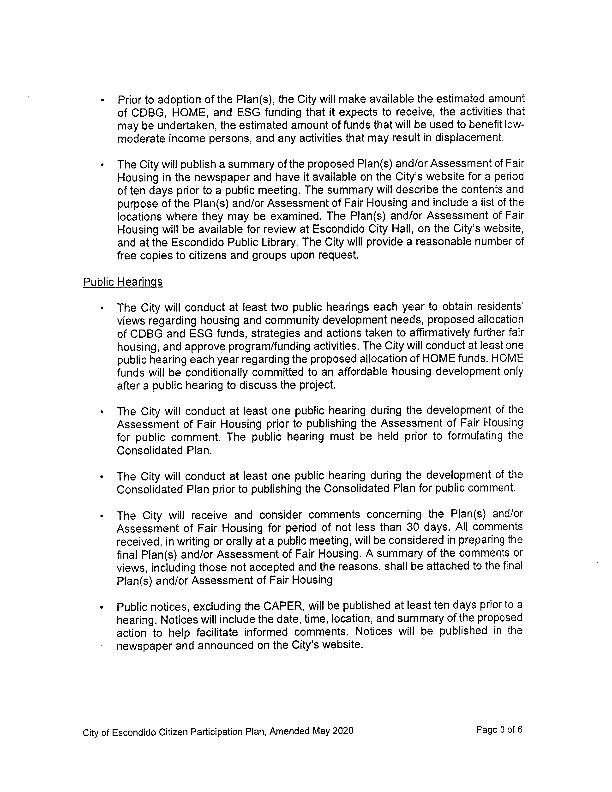 • Prior to adoption of the Plan(s), the City will make available the estimated amount
of CDBG, HOME, and ESG funding that it expects to receive, the activities that
may be undertaken, the estimated amount of funds that will be used to benefit low-
moderate income persons, and any activities that may result in displacement.
• The City will publish a summary of the proposed Plan(s) and/or Assessment of Fair
Housing in the newspaper and have it available on the City's website for a period
of ten days prior to a public meeting. The summary will describe the contents and
purpose of the Plan(s) and/or Assessment of Fair Housing and include a list of the
locations where they may be examined. The Plan(s) and/or Assessment of Fair
Housing will be available for review at Escondido City Hall, on the City's website,
and at the Escondido Public Library. The City will provide a reasonable number of
free copies to citizens and groups upon request.
Public Hearings
• The City will conduct at least two public hearings each year to obtain residents'
views regarding housing and community development needs, proposed allocation
of CDBG and ESG funds, strategies and actions taken to affirmatively further fair
housing, and approve program/funding activities. The City will conduct at least one
public hearing each year regarding the proposed allocation of HOME funds. HOME
funds will be conditionally committed to an affordable housing development only
after a public hearing to discuss the project.
• The City will conduct at least one public hearing during the development of the
Assessment of Fair Housing prior to publishing the Assessment of Fair Housing
for public comment. The public hearing must be held prior to formulating the
Consolidated Plan.
• The City will conduct at least one public hearing during the development of the
Consolidated Plan prior to publishing the Consolidated Plan for public comment.
• The City will receive and consider comments concerning the Plan(s) and/or
Assessment of Fair Housing for period of not less than 30 days. All comments
received, in writing or orally at a public meeting, will be considered in preparing the
final Plan(s) and/or Assessment of Fair Housing. A summary of the comments or
views, including those not accepted and the reasons, shall be attached to the final
Plan(s) and/or Assessment of Fair Housing
• Public notices, excluding the CAPER, will be published at least ten days prior to a
hearing. Notices will include the date, time, location, and summary of the proposed
action to help facilitate informed comments. Notices will be published in the
newspaper and announced on the City's website.
City of Escondido Citizen Participation Plan, Amended May 2020 Page 3 of 6